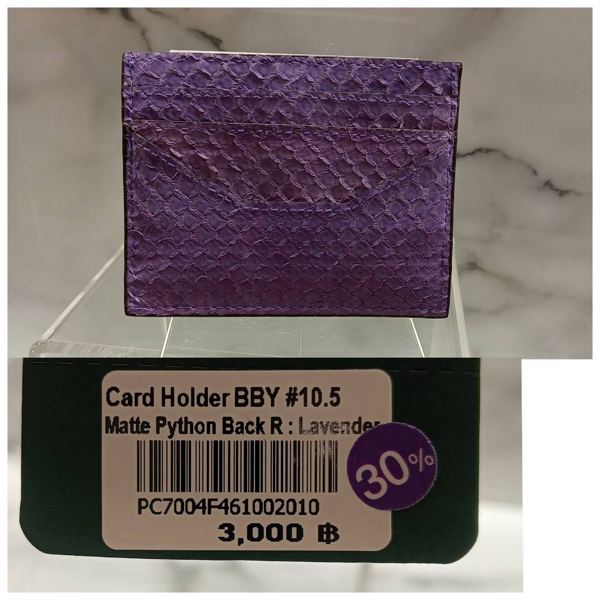 Card Holder BBY #10.5
Matte Python Back R : Lavender
30%
PC7004F461002010
3,000 ฿